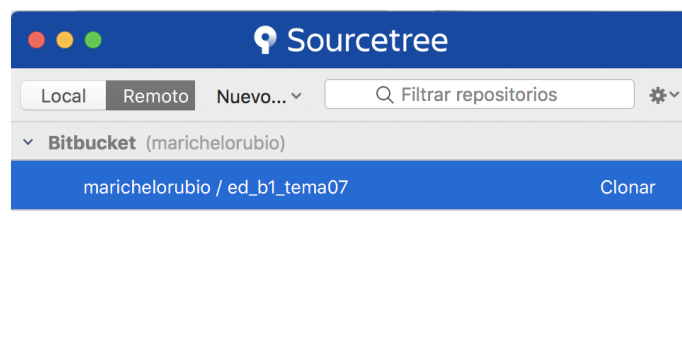 Sourcetree
Local Remoto Nuevo... Filtrar repositorios
Bitbucket (marichelorubio)
marichelorubio / ed_b1_tema07 Clonar